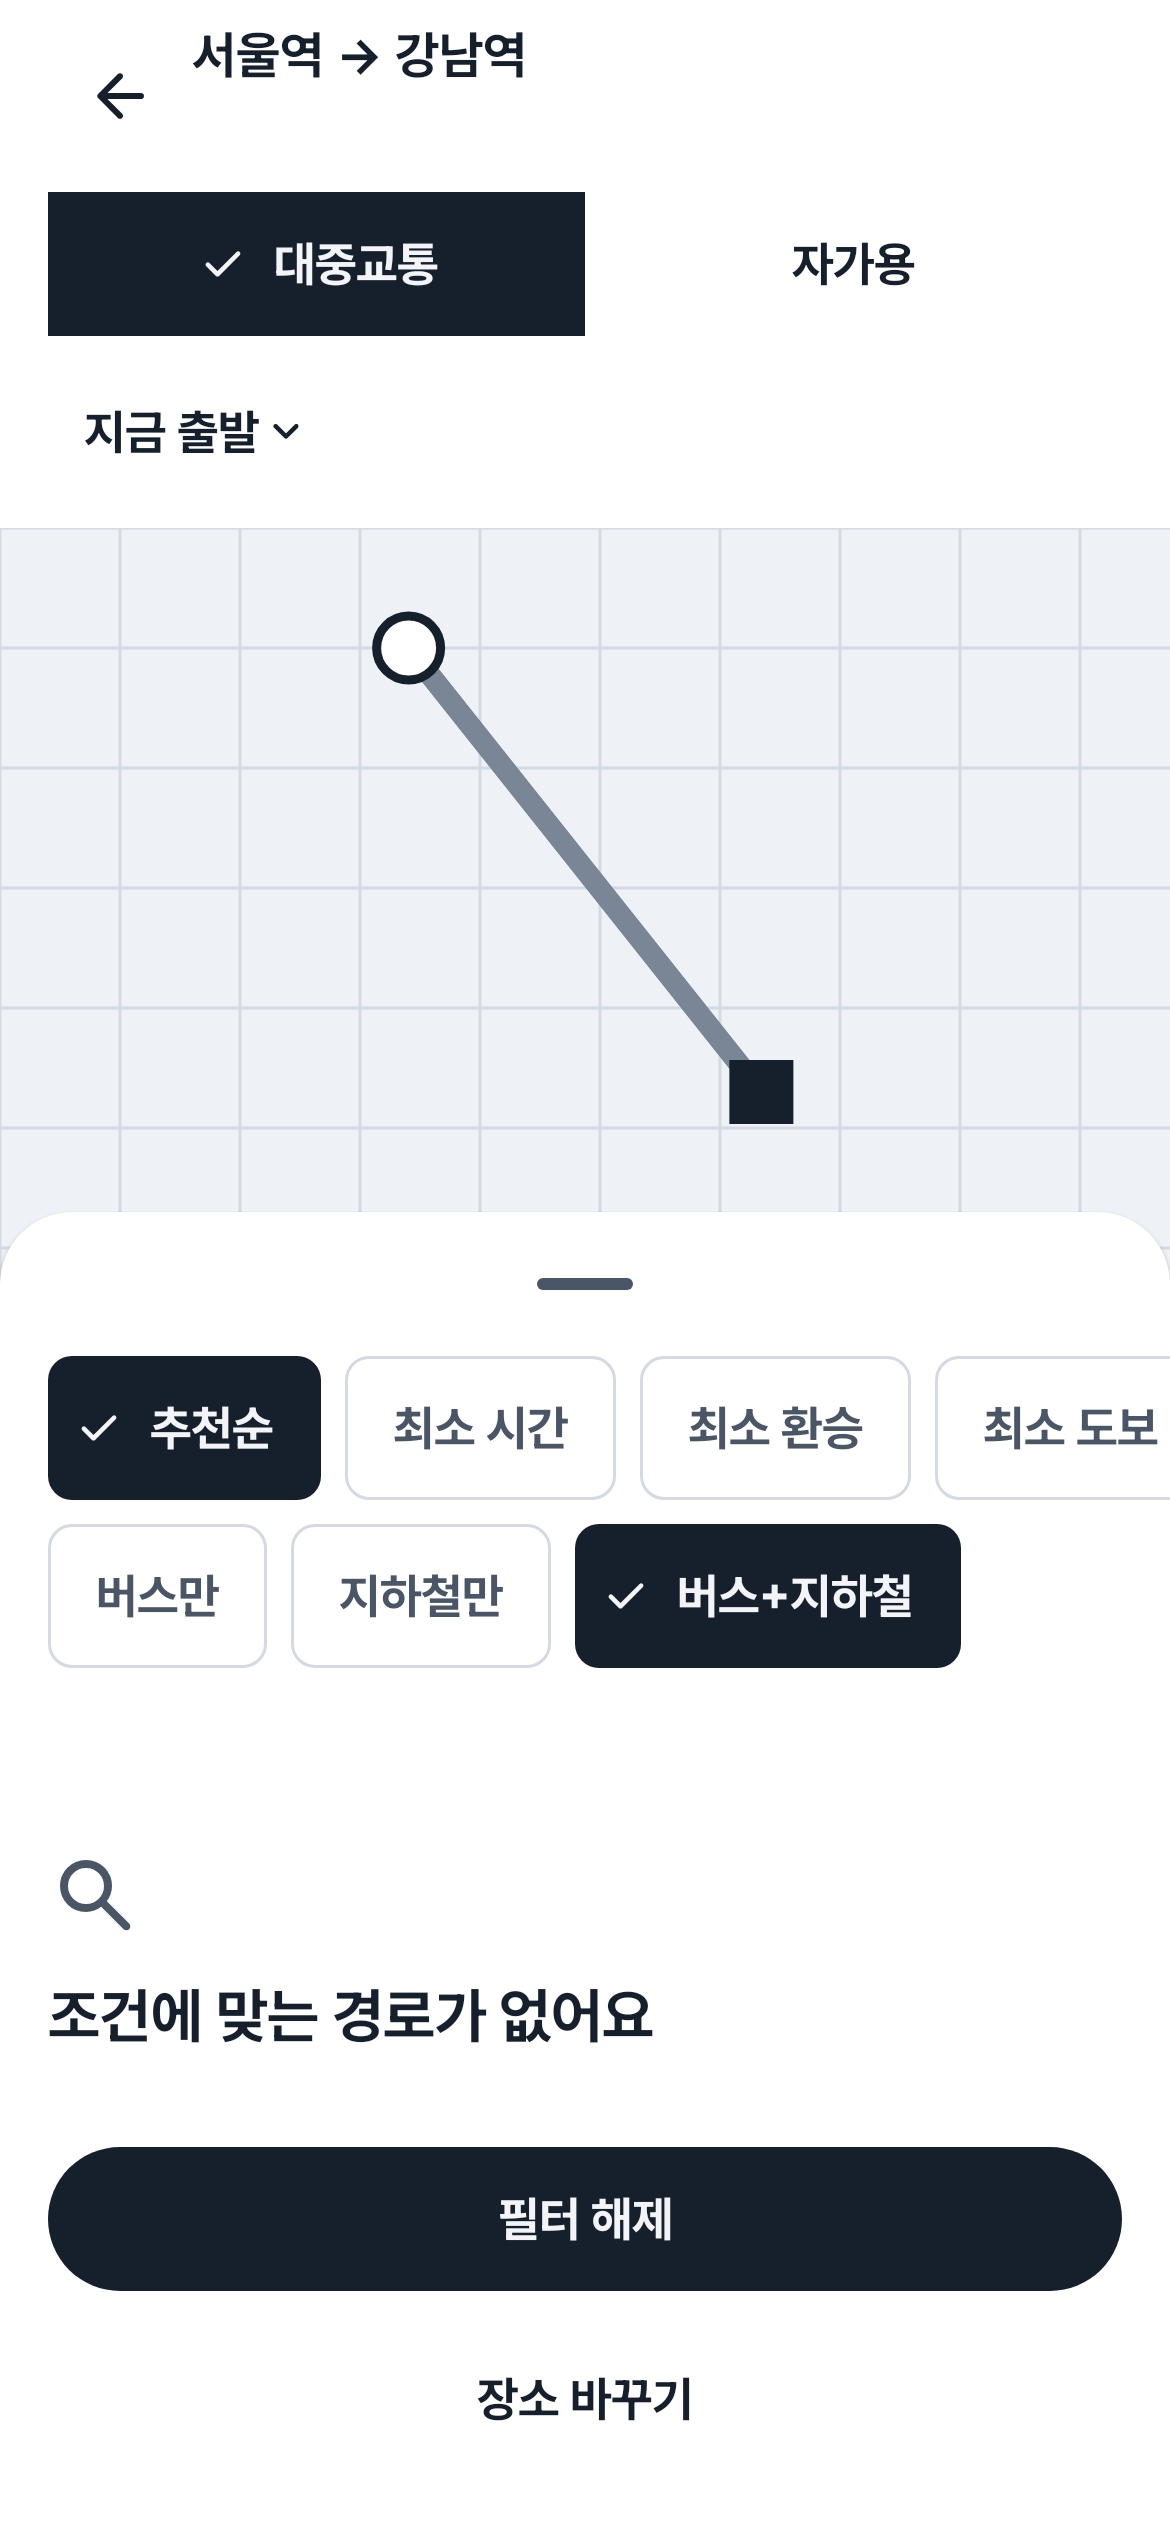 서울역 → 강남역
대중교통 자가용
지금 출발
추천순 최소 시간 최소 환승 최소 도보
버스만 지하철만 버스+지하철
조건에 맞는 경로가 없어요
필터 해제
장소 바꾸기